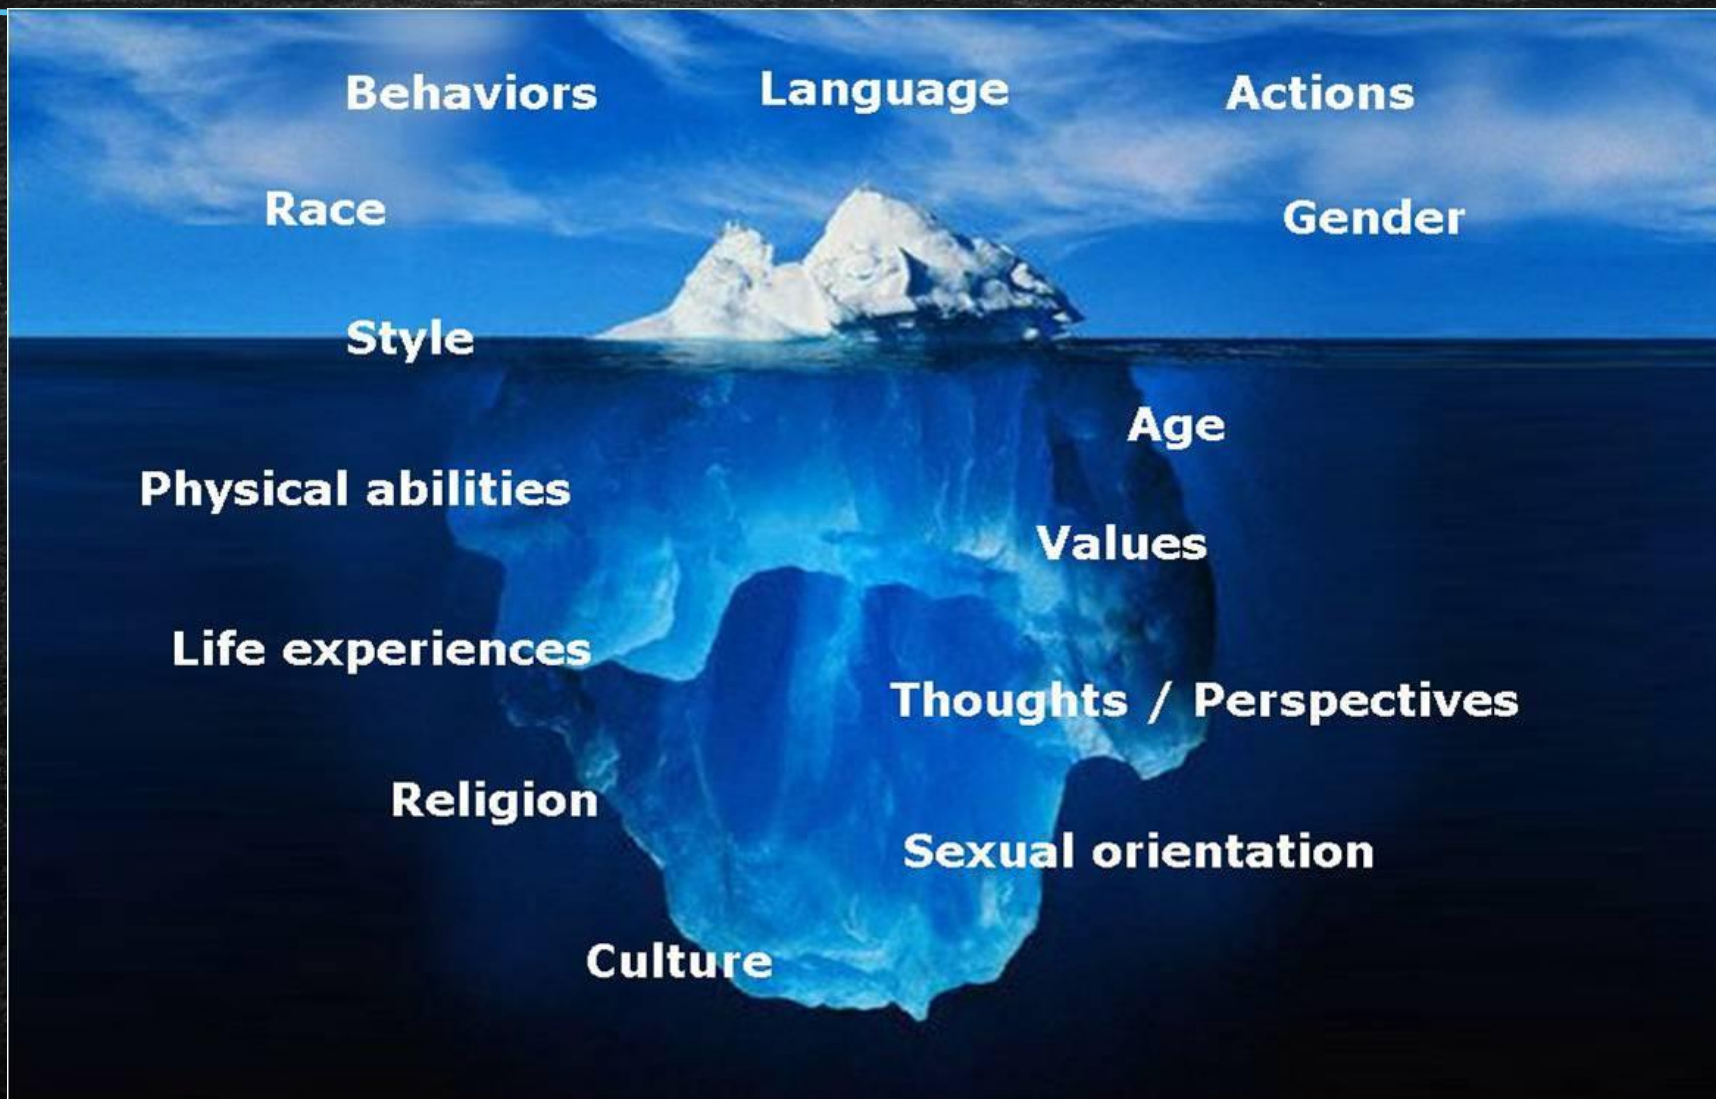 Behaviors Language Actions
Race Gender
Style
Age
Physical abilities
Values
Life experiences
Thoughts / Perspectives
Religion
Sexual orientation
Culture